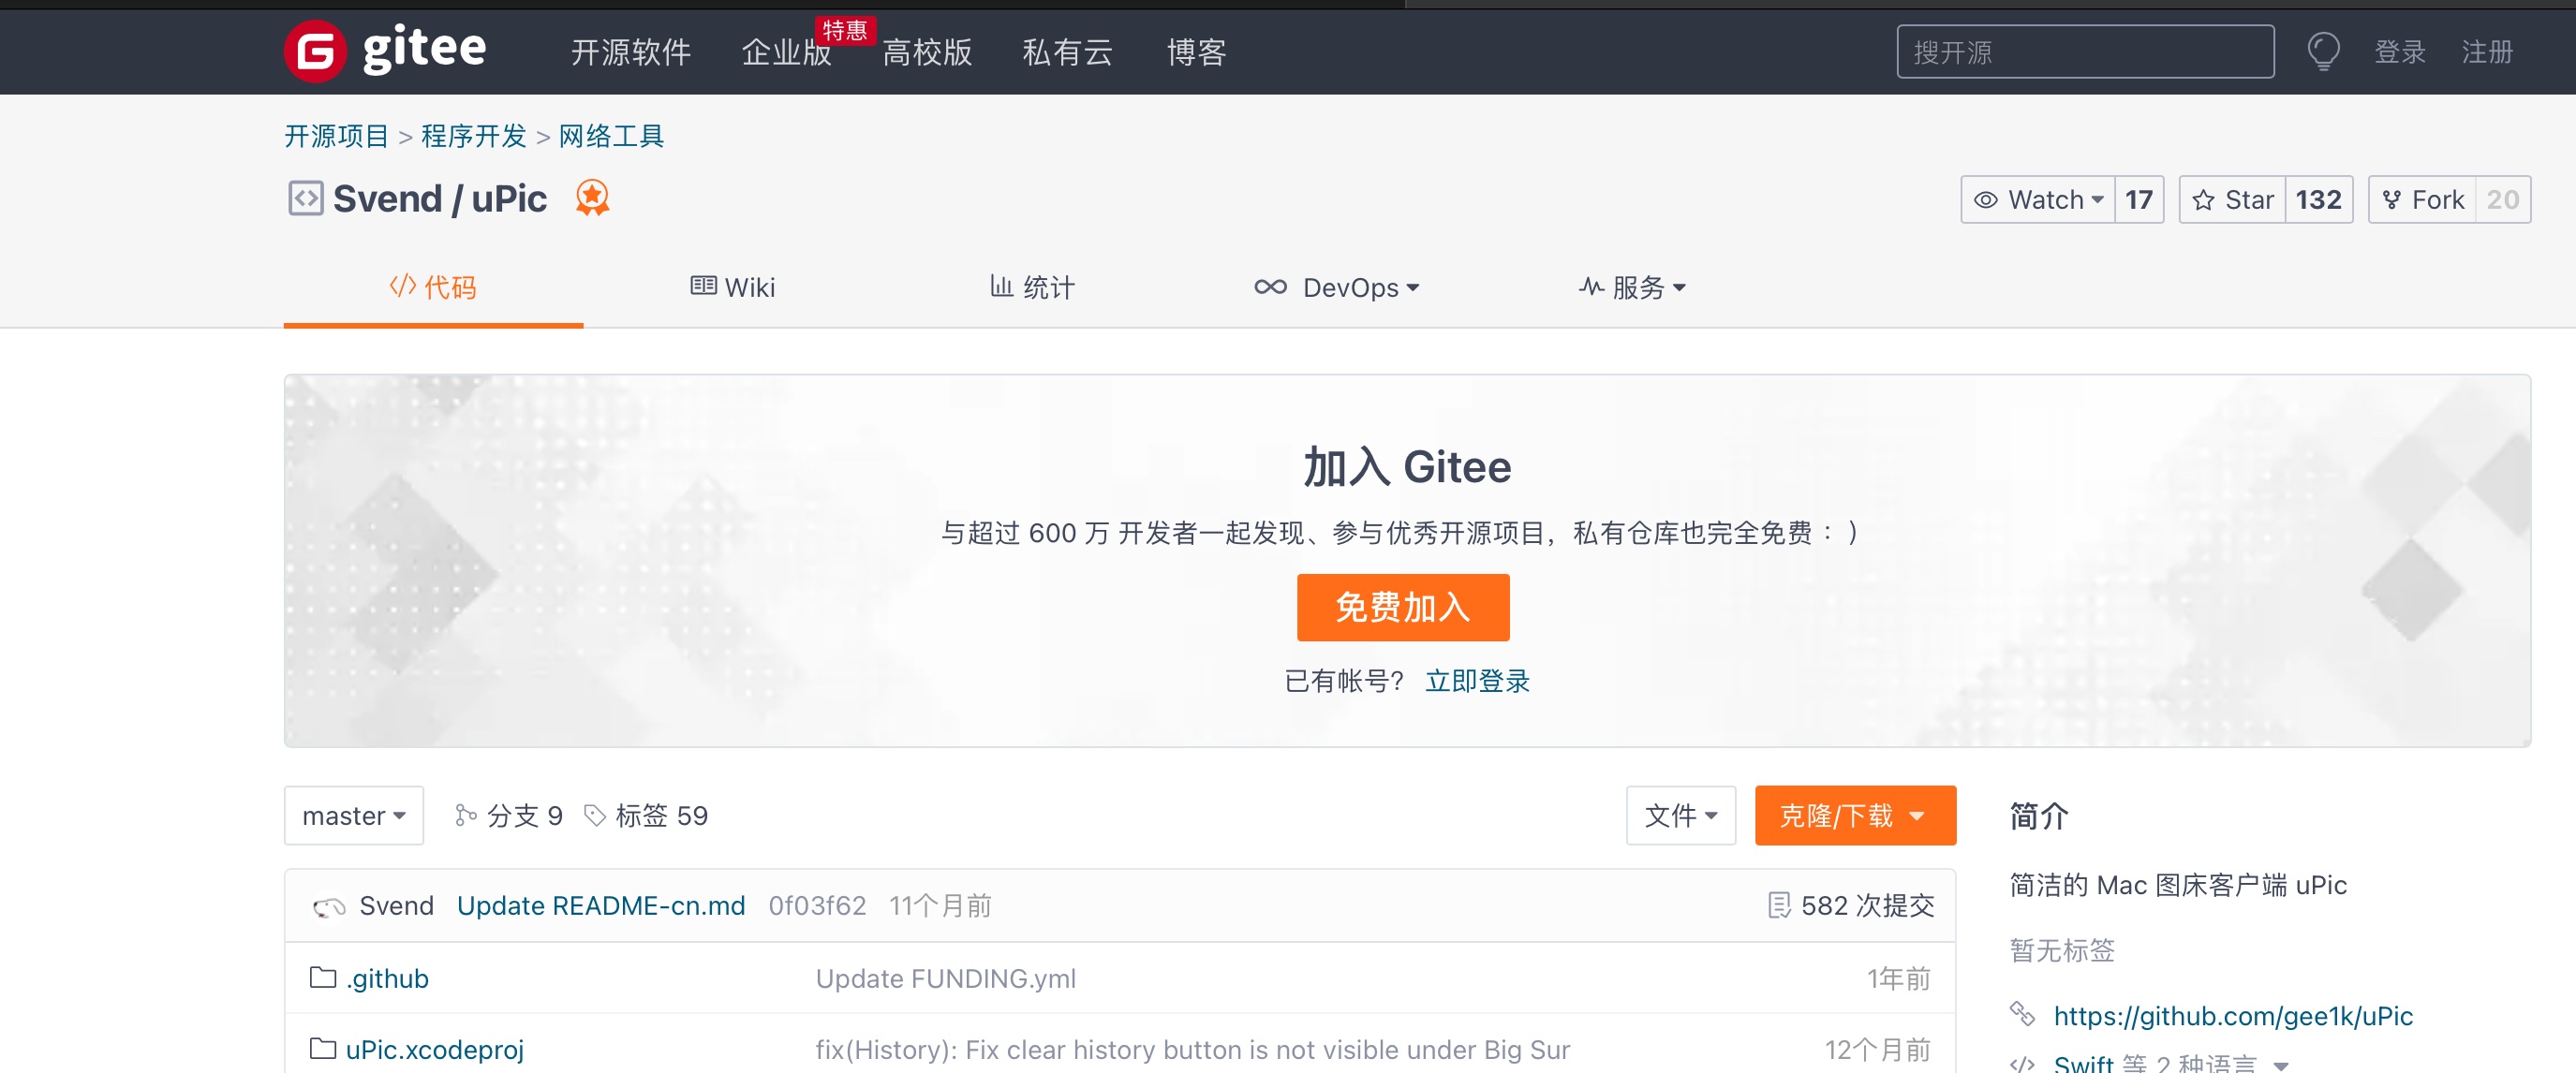 gitee 开源软件 企业版 特惠 高校版 私有云 博客 搜开源 登录 注册
开源项目 > 程序开发 > 网络工具
Svend / uPic Watch 17 Star 132 Fork 20
代码 Wiki 统计 DevOps 服务
加入 Gitee
与超过 600 万 开发者一起发现、参与优秀开源项目，私有仓库也完全免费 ：）
免费加入
已有帐号？ 立即登录
master 分支 9 标签 59 文件 克隆/下载
Svend Update README-cn.md 0f03f62 11个月前 582 次提交
.github Update FUNDING.yml 1年前
uPic.xcodeproj fix(History): Fix clear history button is not visible under Big Sur 12个月前
简介
简洁的 Mac 图床客户端 uPic
暂无标签
https://github.com/gee1k/uPic
Swift 等 2 种语言